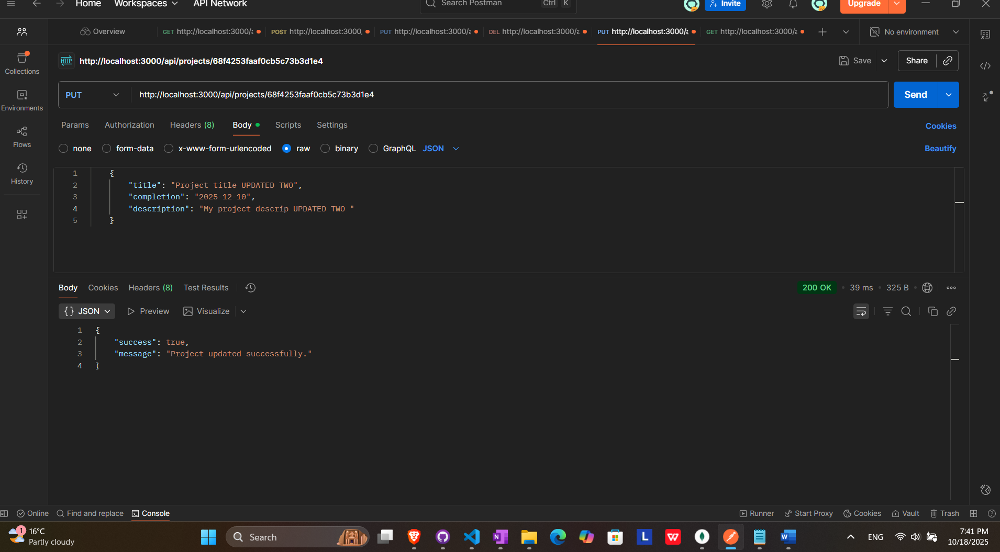 Home Workspaces API Network Search Postman Ctrl K Invite Upgrade
Overview GET http://localhost:3000/a POST http://localhost:3000, PUT http://localhost:3000/a DEL http://localhost:3000/a PUT http://localhost:3000/a GET http://localhost:3000/a No environment
HTTP http://localhost:3000/api/projects/68f4253faaf0cb5c73b3d1e4 Save Share
Collections
PUT http://localhost:3000/api/projects/68f4253faaf0cb5c73b3d1e4 Send
Environments
Params Authorization Headers (8) Body Scripts Settings Cookies
Flows
none form-data x-www-form-urlencoded raw binary GraphQL JSON Beautify
History
1 {
2 "title": "Project title UPDATED TWO",
3 "completion": "2025-12-10",
4 "description": "My project descrip UPDATED TWO "
5 }
Body Cookies Headers (8) Test Results 200 OK • 39 ms • 325 B
{} JSON Preview Visualize
1 {
2 "success": true,
3 "message": "Project updated successfully."
4 }
Online Find and replace Console Runner Start Proxy Cookies Vault Trash
1 16°C
Partly cloudy
Search
N L W W
ENG
7:41 PM
10/18/2025